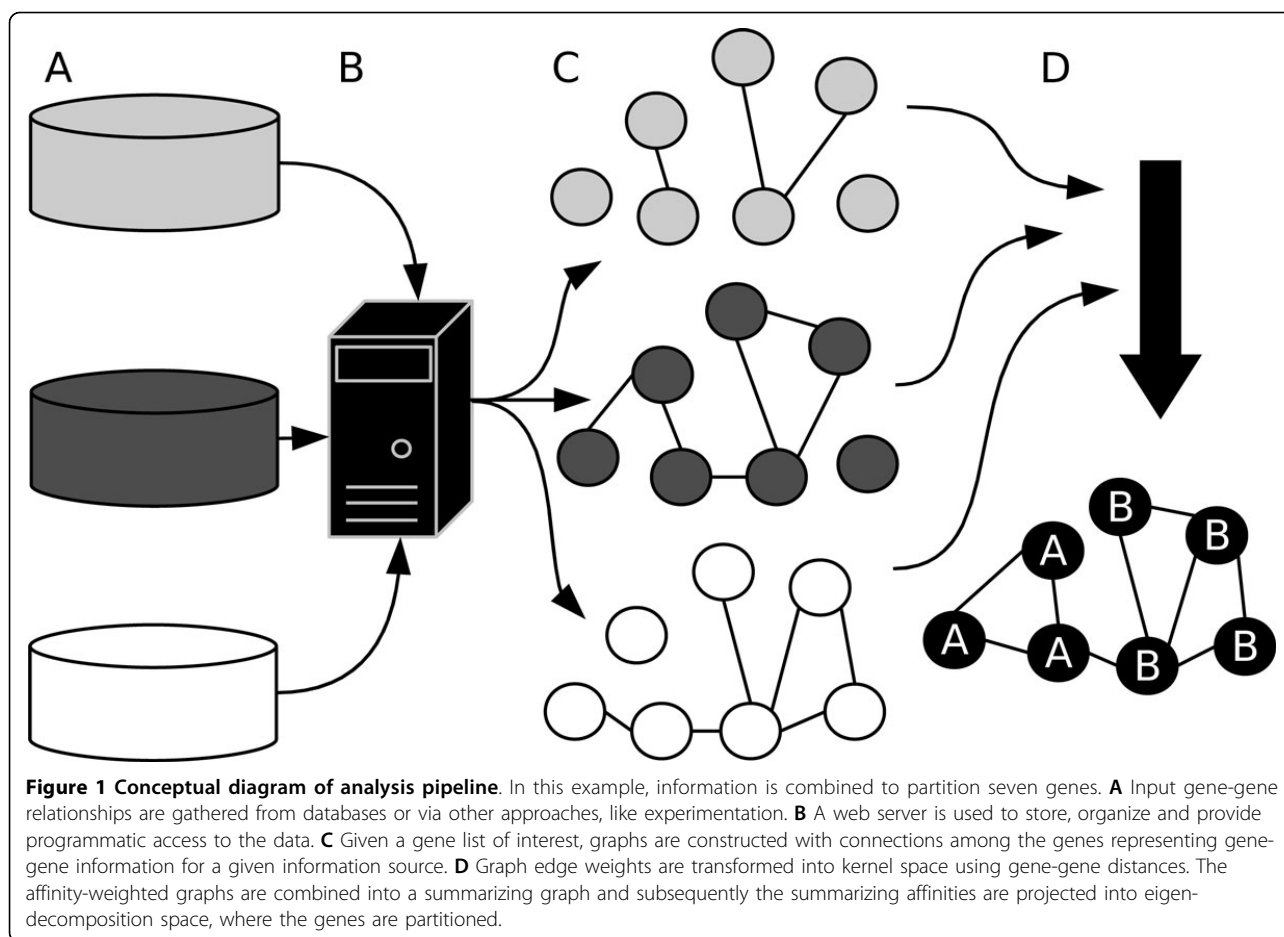 A B C D
B
A B
A A B B
Figure 1 Conceptual diagram of analysis pipeline. In this example, information is combined to partition seven genes. A Input gene-gene
relationships are gathered from databases or via other approaches, like experimentation. B A web server is used to store, organize and provide
programmatic access to the data. C Given a gene list of interest, graphs are constructed with connections among the genes representing gene-
gene information for a given information source. D Graph edge weights are transformed into kernel space using gene-gene distances. The
affinity-weighted graphs are combined into a summarizing graph and subsequently the summarizing affinities are projected into eigen-
decomposition space, where the genes are partitioned.